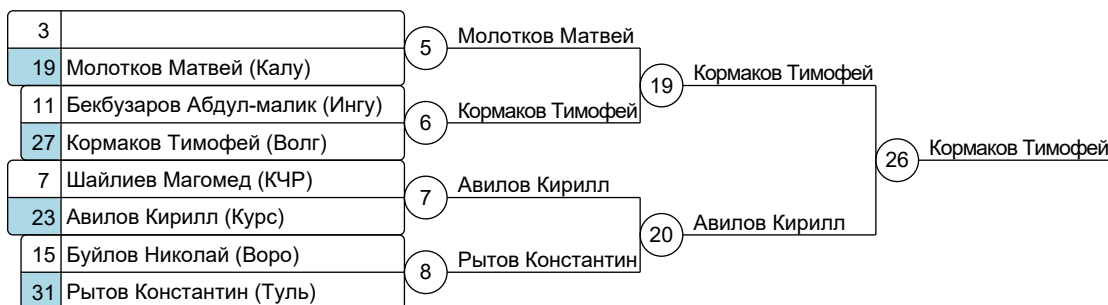 3
5
Молотков Матвей
19 Молотков Матвей (Калу)
19
Кормаков Тимофей
11 Бекбузаров Абдул-малик (Ингу)
6
Кормаков Тимофей
27 Кормаков Тимофей (Волг)
26
Кормаков Тимофей
7 Шайлиев Магомед (КЧР)
7
Авилов Кирилл
23 Авилов Кирилл (Курс)
20
Авилов Кирилл
15 Буйлов Николай (Воро)
8
Рытов Константин
31 Рытов Константин (Туль)